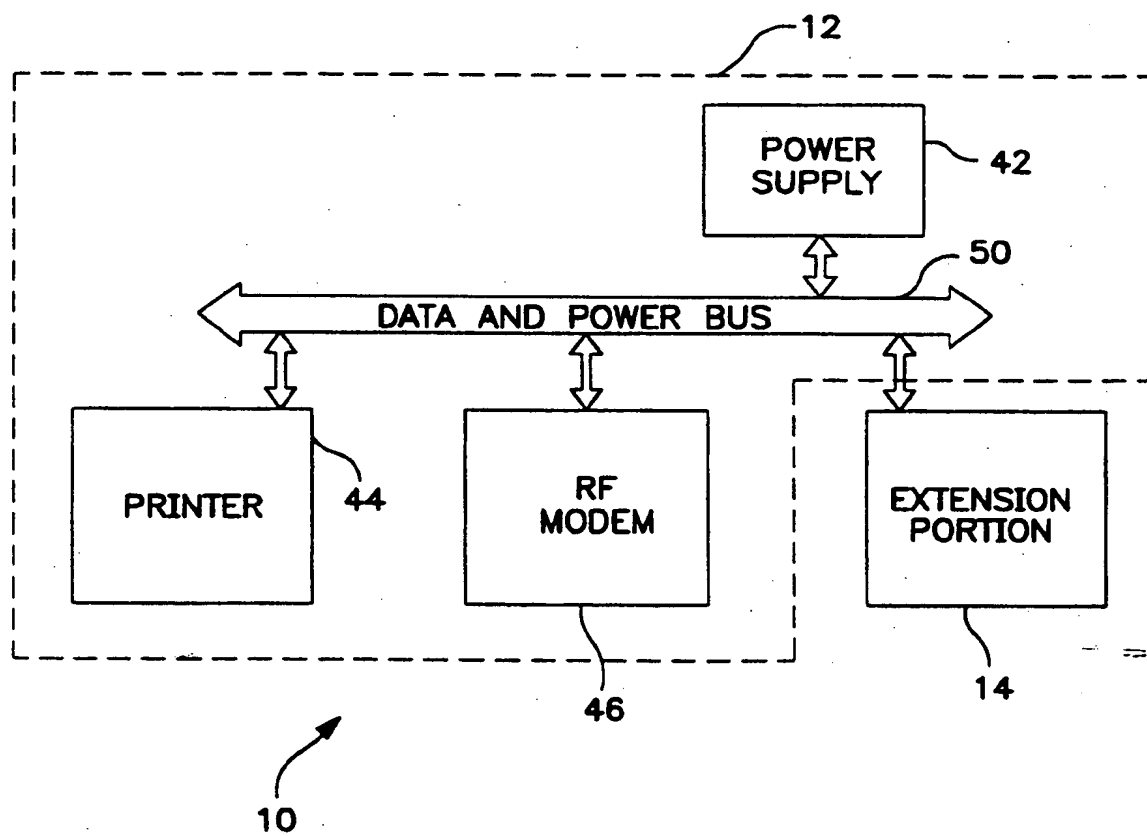 12
POWER
SUPPLY
42
50
DATA AND POWER BUS
PRINTER
44
RF
MODEM
46
EXTENSION
PORTION
14
10